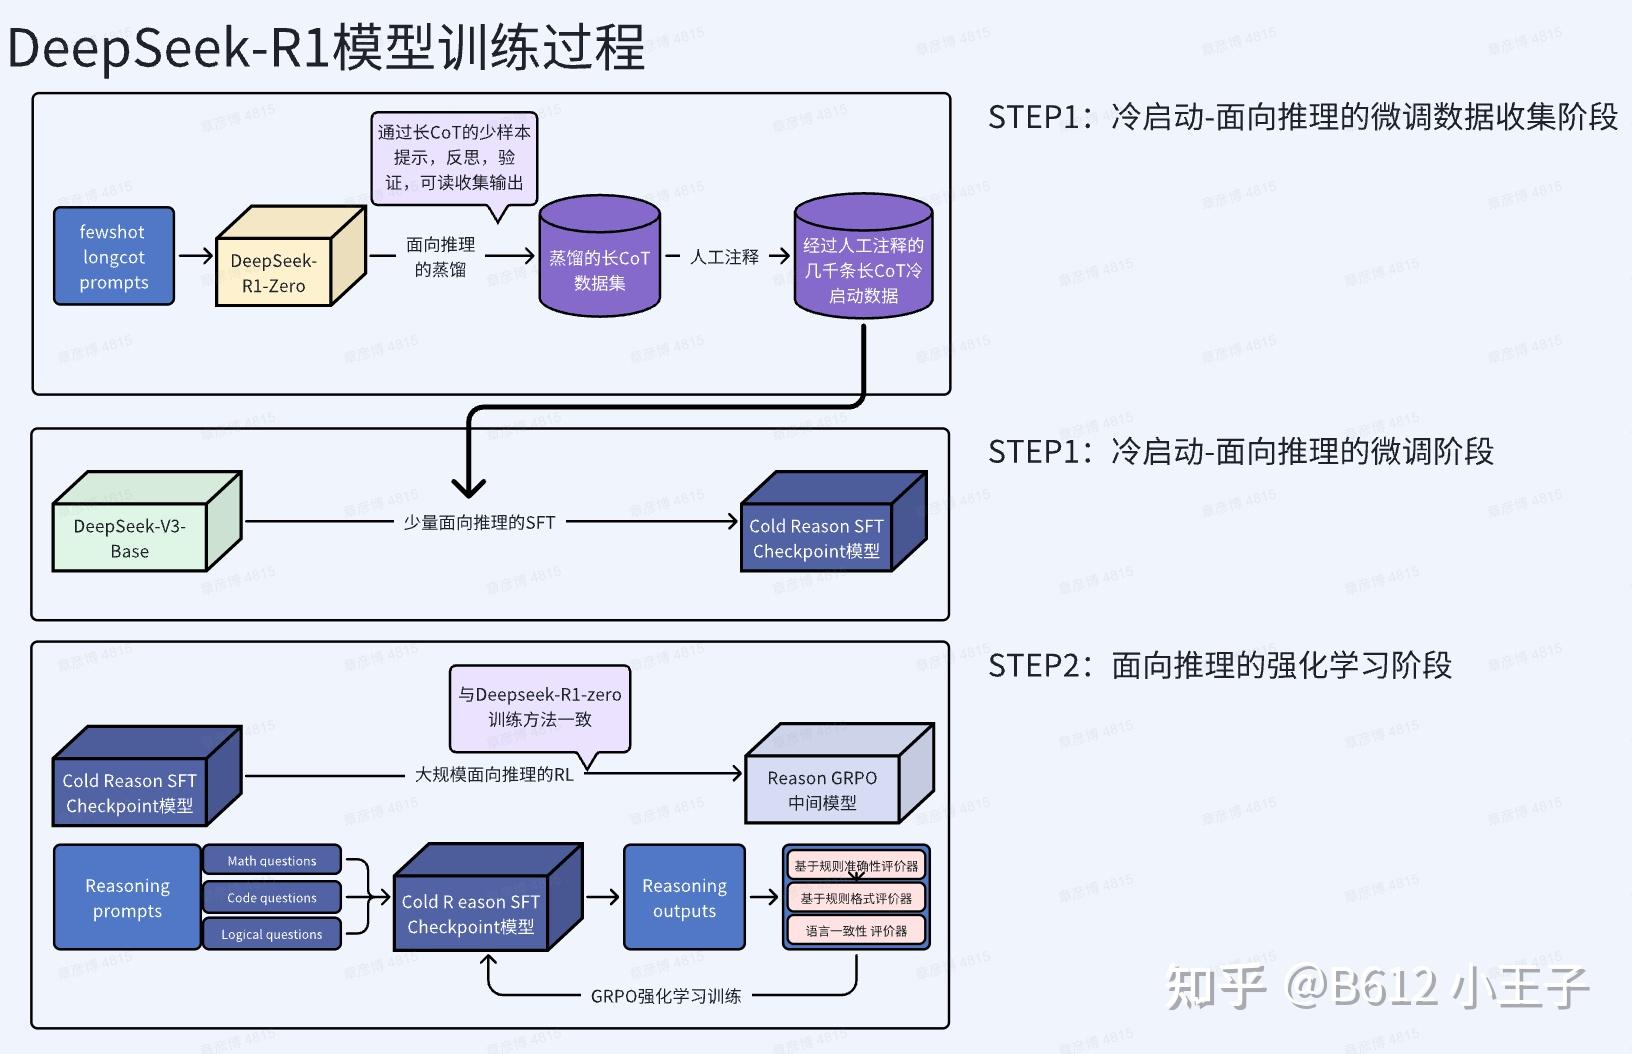 DeepSeek-R1模型训练过程
STEP1：冷启动-面向推理的微调数据收集阶段
通过长CoT的少样本
提示，反思，验
证，可读收集输出
fewshot
longcot
prompts
DeepSeek-
R1-Zero
面向推理
的蒸馏
蒸馏的长CoT
数据集
人工注释
经过人工注释的
几千条长CoT冷
启动数据
STEP1：冷启动-面向推理的微调阶段
DeepSeek-V3-
Base
少量面向推理的SFT
Cold Reason SFT
Checkpoint模型
STEP2：面向推理的强化学习阶段
与Deepseek-R1-zero
训练方法一致
Cold Reason SFT
Checkpoint模型
大规模面向推理的RL
Reason GRPO
中间模型
Reasoning
prompts
Math questions
Code questions
Logical questions
Cold R eason SFT
Checkpoint模型
Reasoning
outputs
基于规则准确性评价器
基于规则格式评价器
语言一致性 评价器
GRPO强化学习训练
知乎 @B612 小王子
章彦博 4815